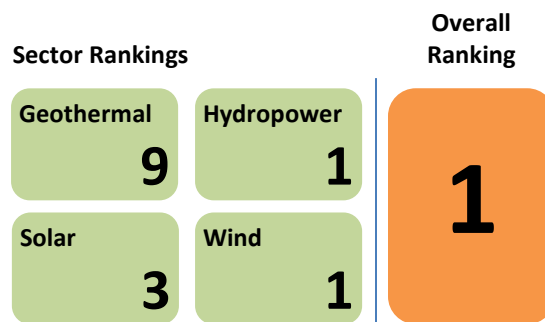 Sector Rankings
Overall
Ranking
Geothermal
9
Hydropower
1
Solar
3
Wind
1
1